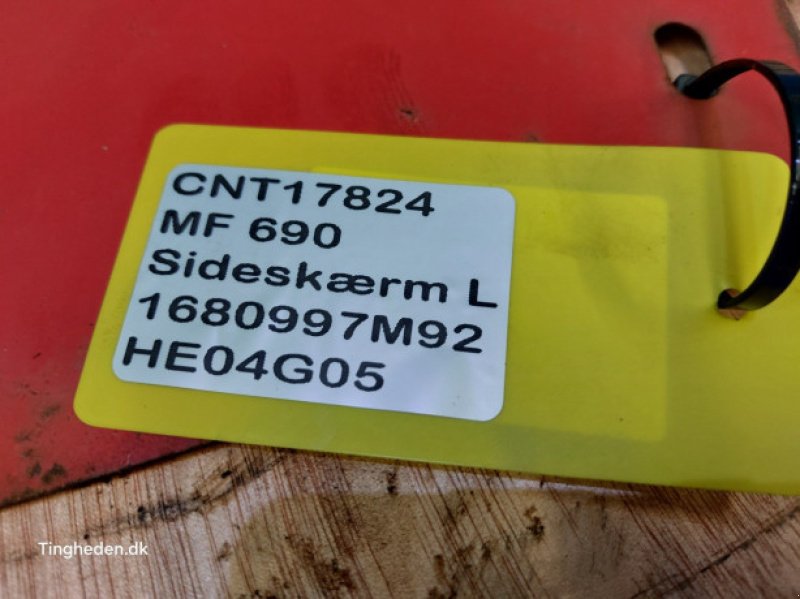 CNT17824
MF 690
Sideskærm L
1680997M92
HE04G05
Tingheden.dk